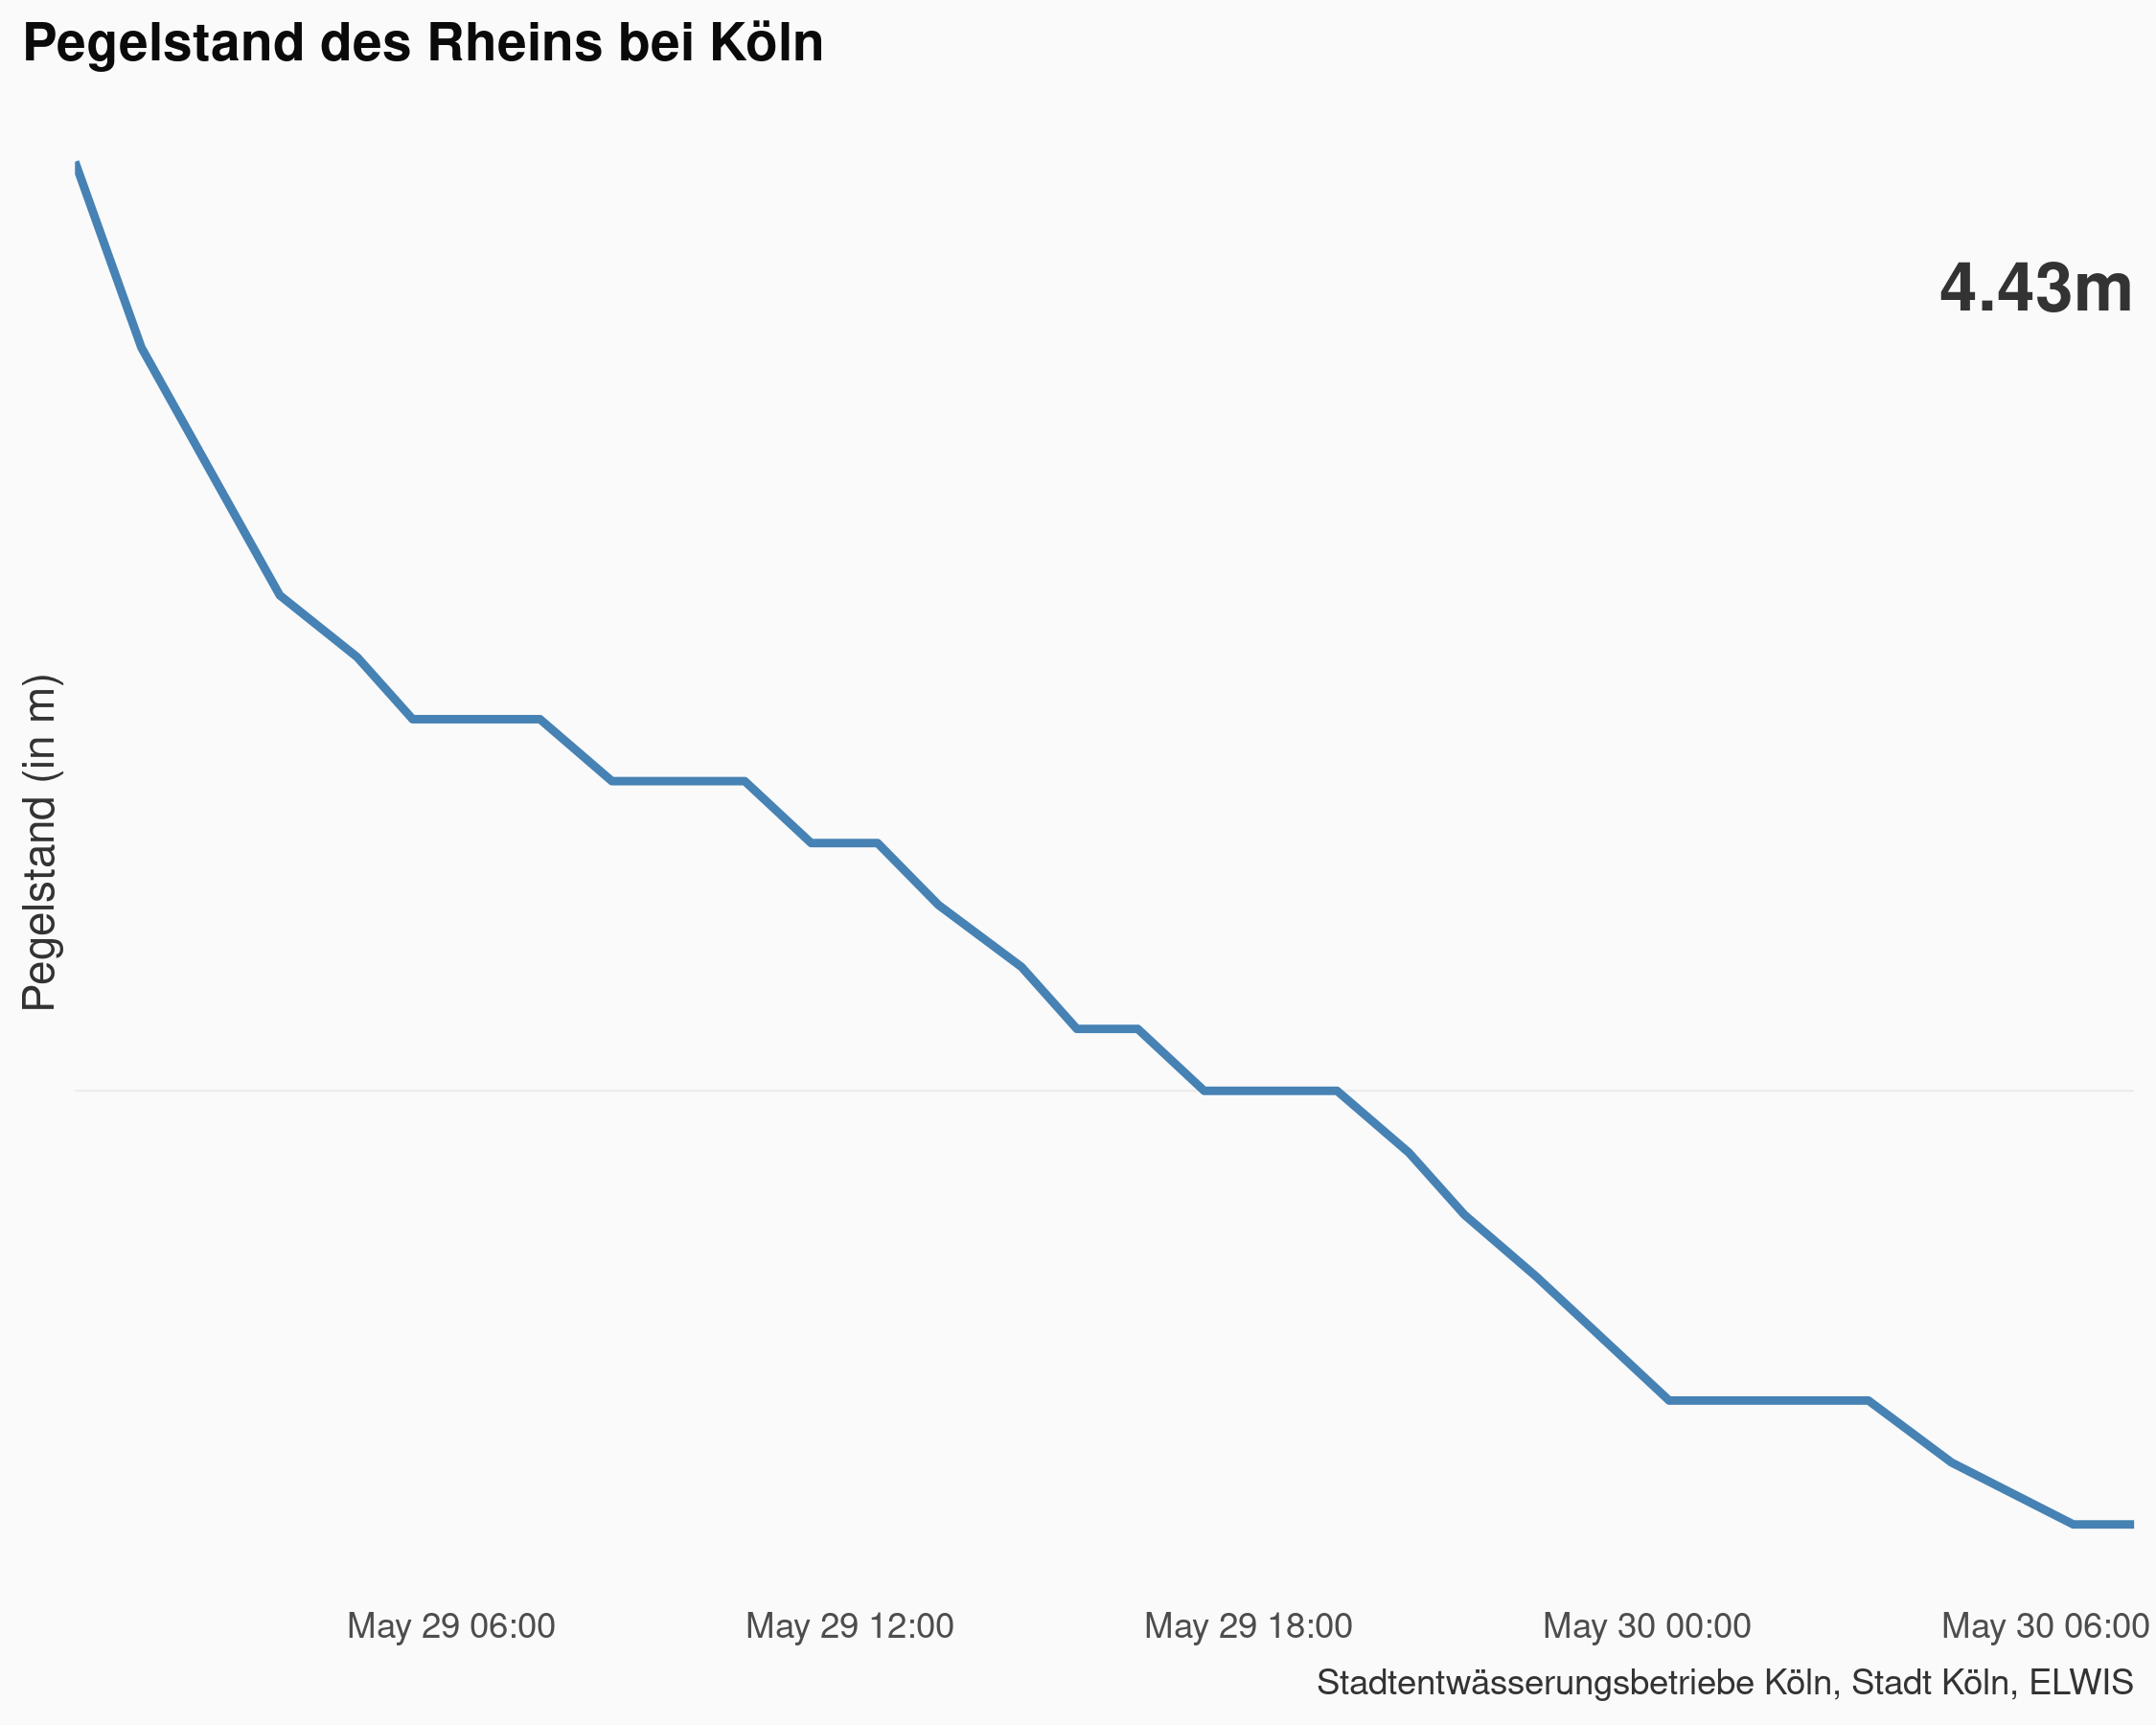 Pegelstand des Rheins bei Köln
4.43m
Pegelstand (in m)
May 29 06:00
May 29 12:00
May 29 18:00
May 30 00:00
May 30 06:00
Stadtentwässerungsbetriebe Köln, Stadt Köln, ELWIS